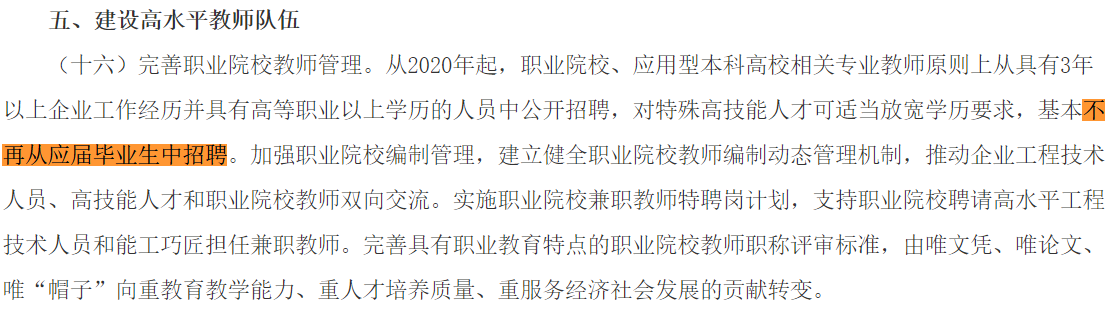 五、建设高水平教师队伍
（十六）完善职业院校教师管理。从2020年起，职业院校、应用型本科高校相关专业教师原则上从具有3年
以上企业工作经历并具有高等职业以上学历的人员中公开招聘，对特殊高技能人才可适当放宽学历要求，基本不
再从应届毕业生中招聘。加强职业院校编制管理，建立健全职业院校教师编制动态管理机制，推动企业工程技术
人员、高技能人才和职业院校教师双向交流。实施职业院校兼职教师特聘岗计划，支持职业院校聘请高水平工程
技术人员和能工巧匠担任兼职教师。完善具有职业教育特点的职业院校教师职称评审标准，由唯文凭、唯论文、
唯“帽子”向重教育教学能力、重人才培养质量、重服务经济社会发展的贡献转变。